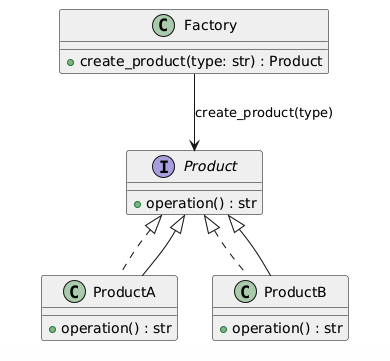 C Factory
create_product(type: str) : Product
create_product(type)
I Product
operation() : str
C ProductA
operation() : str
C ProductB
operation() : str